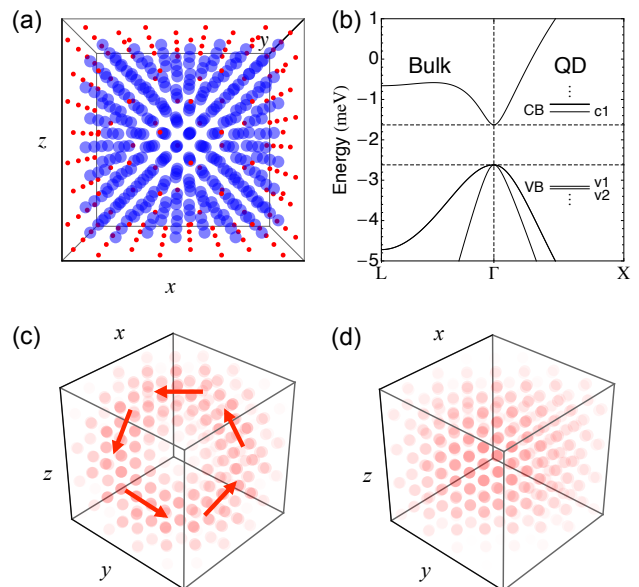 (a)
y
z
x
(b)
Energy (meV)
1
0
-1
-2
-3
-4
-5
Bulk
QD
⋮
CB
c1
VB
v1
v2
⋮
L
Γ
X
(c)
x
z
y
(d)
x
z
y